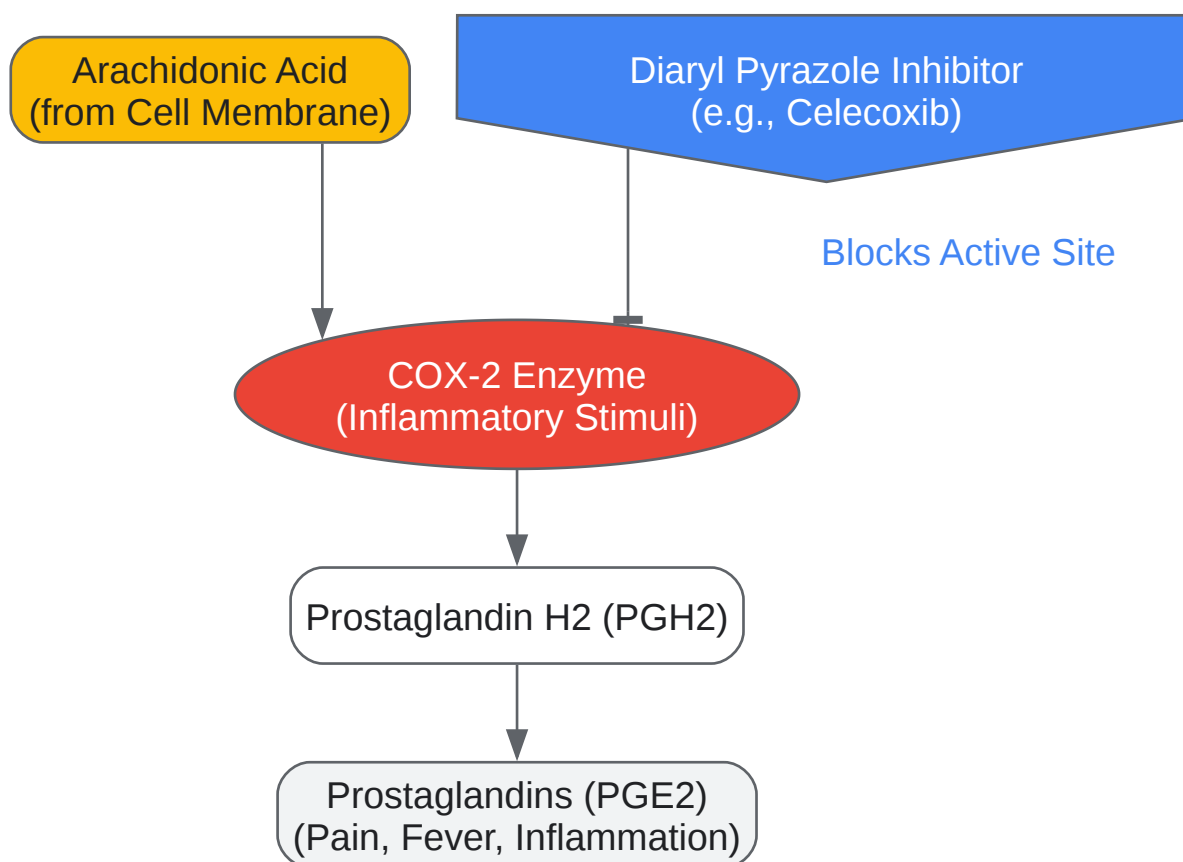 Arachidonic Acid
(from Cell Membrane)
Diaryl Pyrazole Inhibitor
(e.g., Celecoxib)
Blocks Active Site
COX-2 Enzyme
(Inflammatory Stimuli)
Prostaglandin H2 (PGH2)
Prostaglandins (PGE2)
(Pain, Fever, Inflammation)